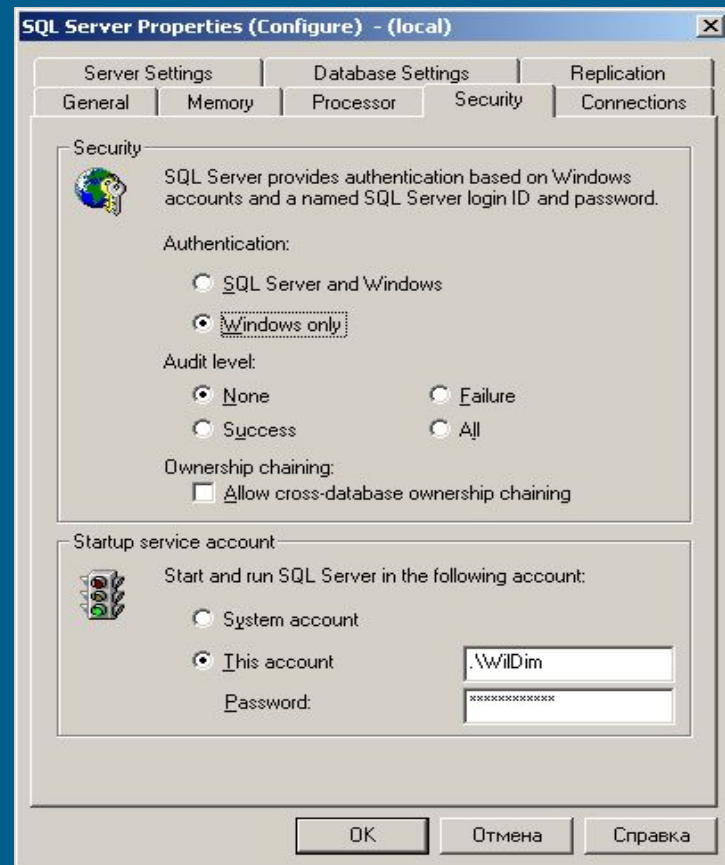 SQL Server Properties (Configure) - (local)
Server Settings
Database Settings
Replication
General
Memory
Processor
Security
Connections
Security
SQL Server provides authentication based on Windows
accounts and a named SQL Server login ID and password.
Authentication:
SQL Server and Windows
Windows only
Audit level:
None
Failure
Success
All
Ownership chaining:
Allow cross-database ownership chaining
Startup service account
Start and run SQL Server in the following account:
System account
This account
.\WilDim
Password:
************
OK
Отмена
Справка